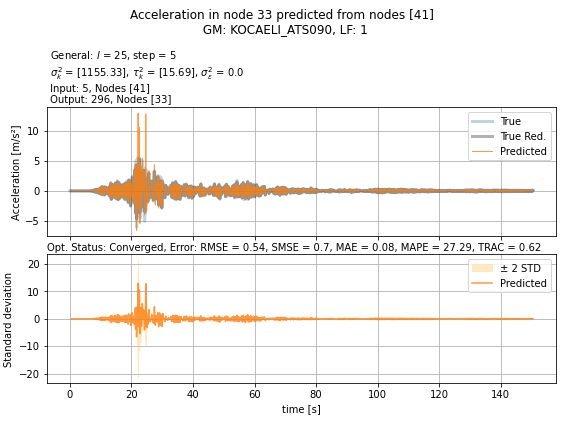 Acceleration in node 33 predicted from nodes [41]
GM: KOCAELI_ATS090, LF: 1
General: l = 25, step = 5
σ²ₖ = [1155.33], τ²ₖ = [15.69], σ²ₑ = 0.0
Input: 5, Nodes [41]
Output: 296, Nodes [33]
Acceleration [m/s²]
10
5
0
−5
True
True Red.
Predicted
Opt. Status: Converged, Error: RMSE = 0.54, SMSE = 0.7, MAE = 0.08, MAPE = 27.29, TRAC = 0.62
Standard deviation
20
10
0
−10
−20
± 2 STD
Predicted
0 20 40 60 80 100 120 140
time [s]